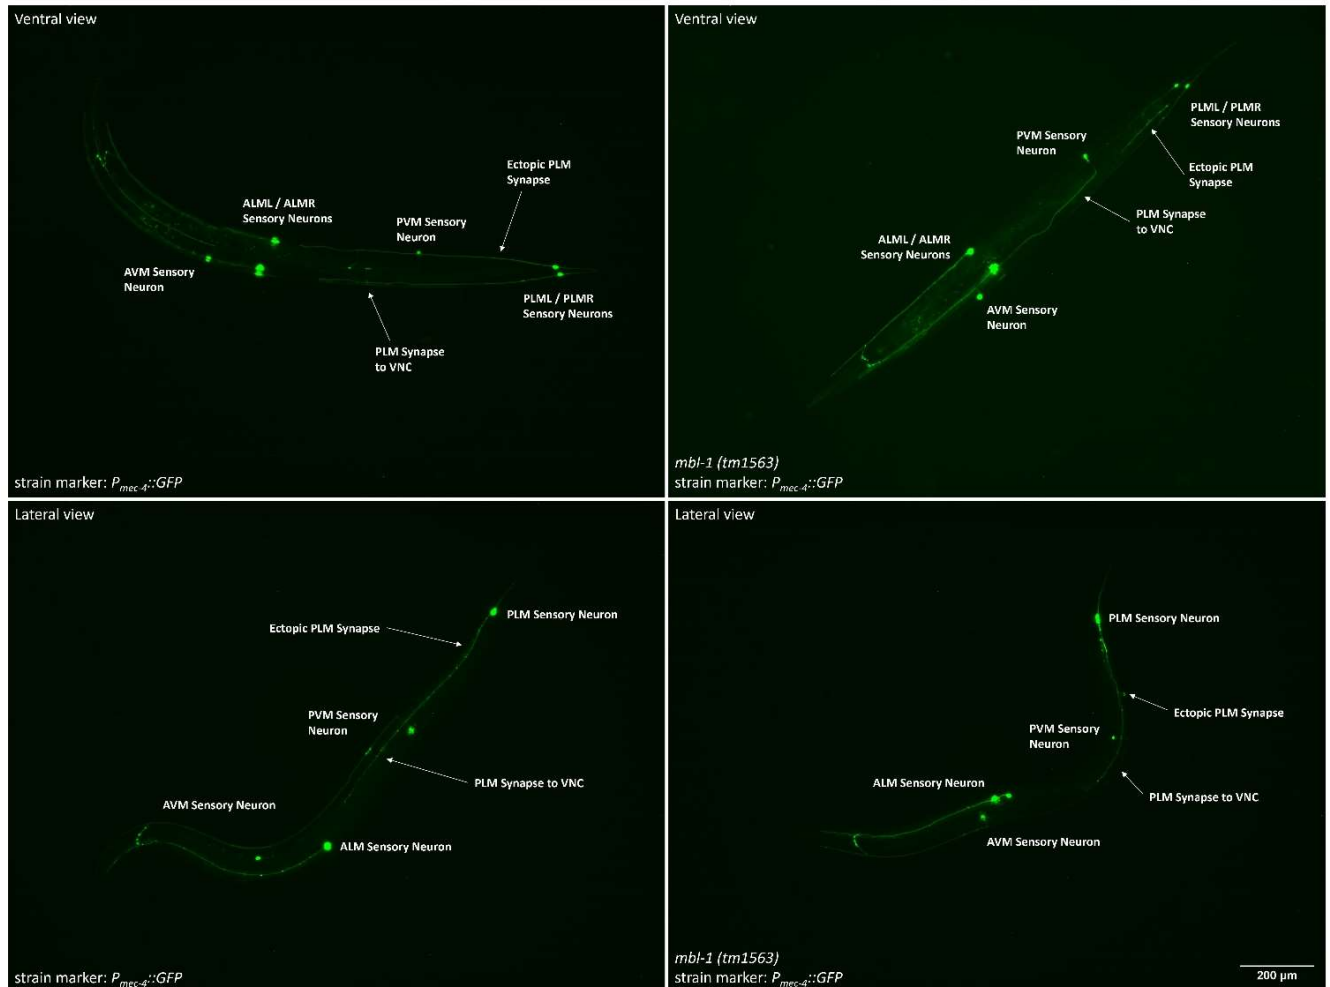 Ventral view
Ectopic PLM
Synapse
ALML / ALMR
Sensory Neurons
PVM Sensory
Neuron
AVM Sensory
Neuron
PLML / PLMR
Sensory Neurons
PLM Synapse
to VNC
strain marker: Pmec-4::GFP
Ventral view
PLML / PLMR
Sensory Neurons
PVM Sensory
Neuron
Ectopic PLM
Synapse
PLM Synapse
to VNC
ALML / ALMR
Sensory Neurons
AVM Sensory
Neuron
mbl-1 (tm1563)
strain marker: Pmec-4::GFP
Lateral view
PLM Sensory Neuron
Ectopic PLM Synapse
PVM Sensory
Neuron
PLM Synapse to VNC
AVM Sensory Neuron
ALM Sensory Neuron
strain marker: Pmec-4::GFP
Lateral view
PLM Sensory Neuron
Ectopic PLM Synapse
PVM Sensory
Neuron
ALM Sensory Neuron
PLM Synapse to VNC
AVM Sensory Neuron
mbl-1 (tm1563)
strain marker: Pmec-4::GFP
200 µm